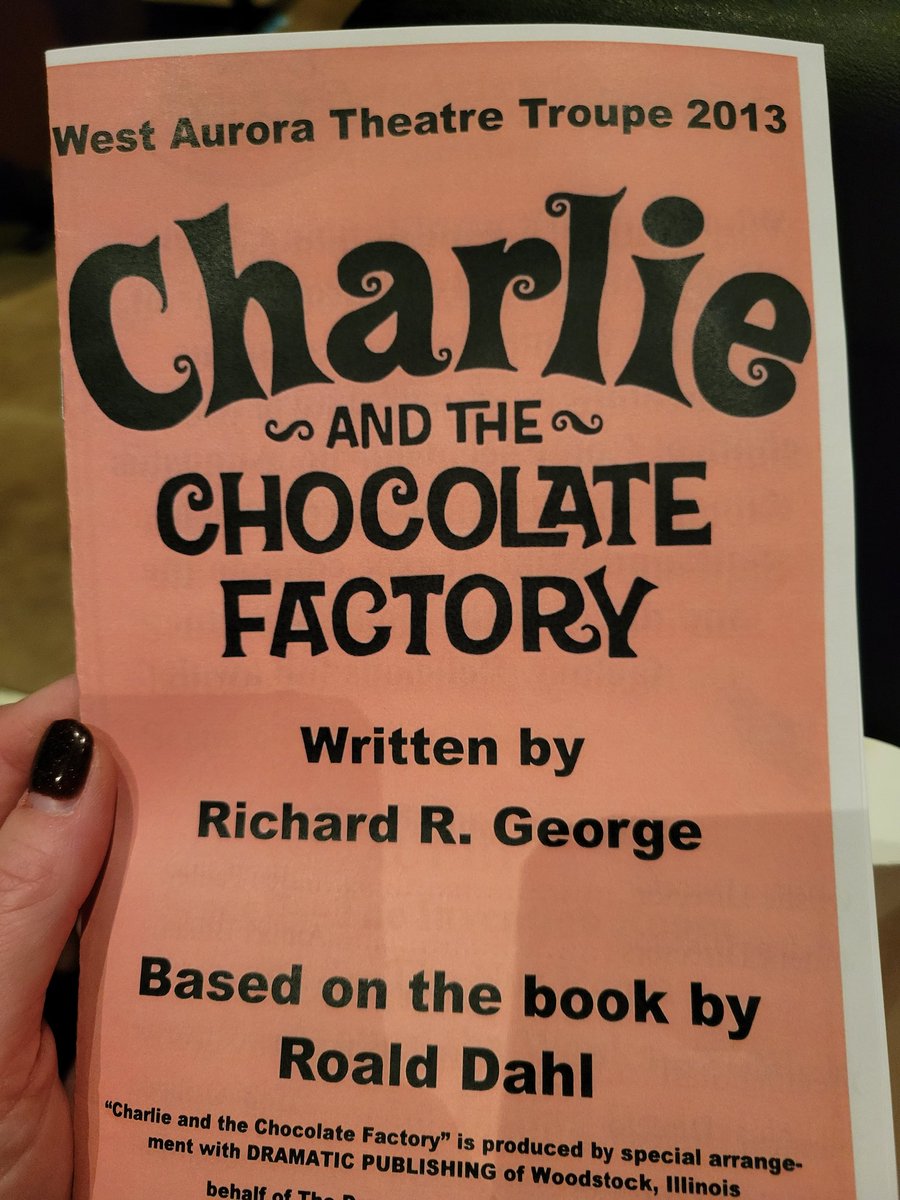 West Aurora Theatre Troupe 2013
Charlie
AND THE
CHOCOLATE
FACTORY
Written by
Richard R. George
Based on the book by
Roald Dahl
“Charlie and the Chocolate Factory” is produced by special arrange-
ment with DRAMATIC PUBLISHING of Woodstock, Illinois
behalf of The